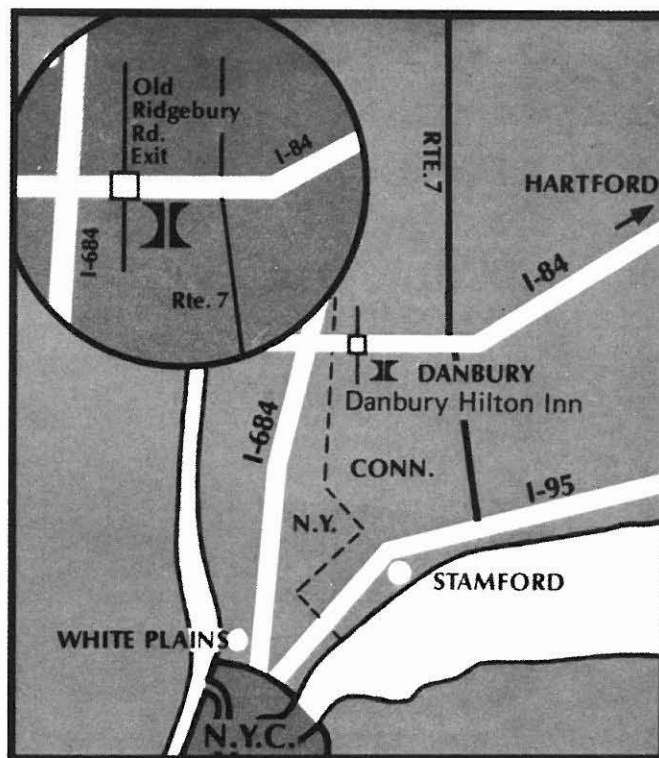 Old
Ridgebury
Rd.
Exit
I-84
I-684
Rte. 7
RTE. 7
HARTFORD
I-84
DANBURY
Danbury Hilton Inn
I-684
CONN.
I-95
N.Y.
STAMFORD
WHITE PLAINS
N.Y.C.